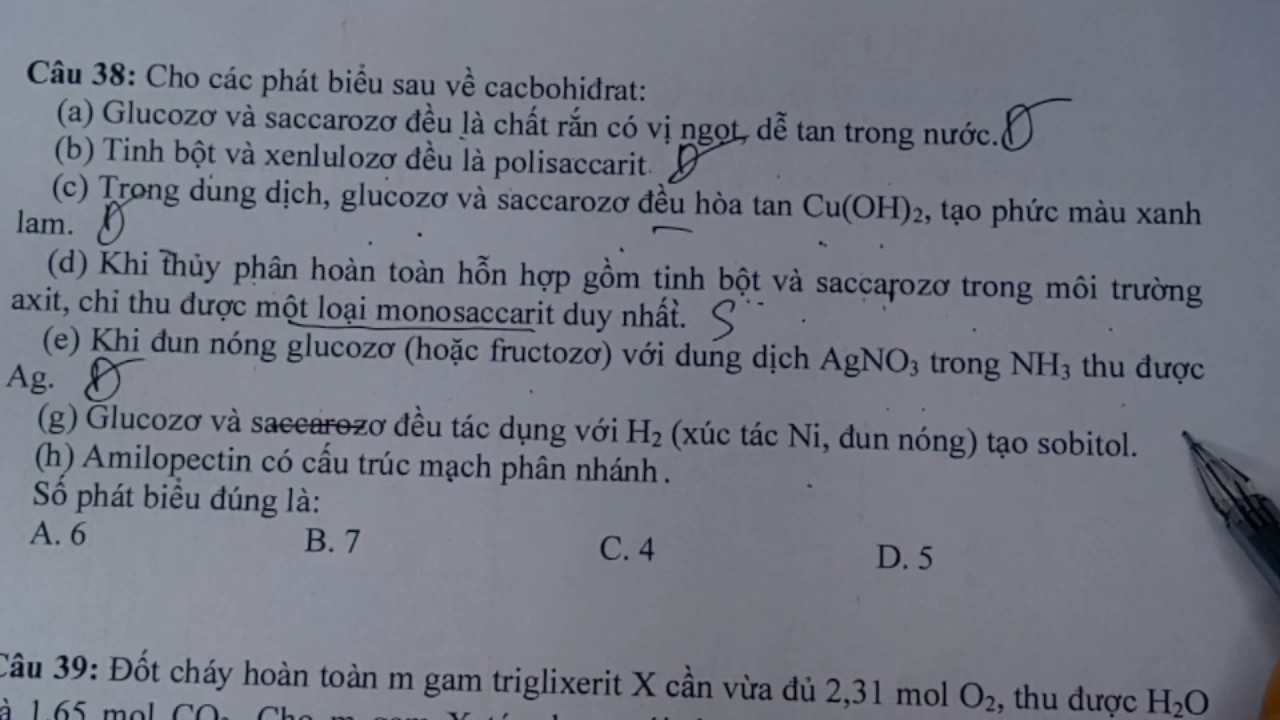 Câu 38: Cho các phát biểu sau về cacbohiđrat:
(a) Glucozơ và saccarozơ đều là chất rắn có vị ngọt, dễ tan trong nước. Đ
(b) Tinh bột và xenlulozơ đều là polisaccarit. Đ
(c) Trong dung dịch, glucozơ và saccarozơ đều hòa tan Cu(OH)₂, tạo phức màu xanh
lam. Đ
(d) Khi thủy phân hoàn toàn hỗn hợp gồm tinh bột và saccarozơ trong môi trường
axit, chỉ thu được một loại monosaccarit duy nhất. S
(e) Khi đun nóng glucozơ (hoặc fructozơ) với dung dịch AgNO₃ trong NH₃ thu được
Ag. Đ
(g) Glucozơ và saccarozơ đều tác dụng với H₂ (xúc tác Ni, đun nóng) tạo sobitol.
(h) Amilopectin có cấu trúc mạch phân nhánh.
Số phát biểu đúng là:
A. 6 B. 7 C. 4 D. 5
Câu 39: Đốt cháy hoàn toàn m gam triglixerit X cần vừa đủ 2,31 mol O₂, thu được H₂O
và 1,65 mol CO₂. Cho m gam X